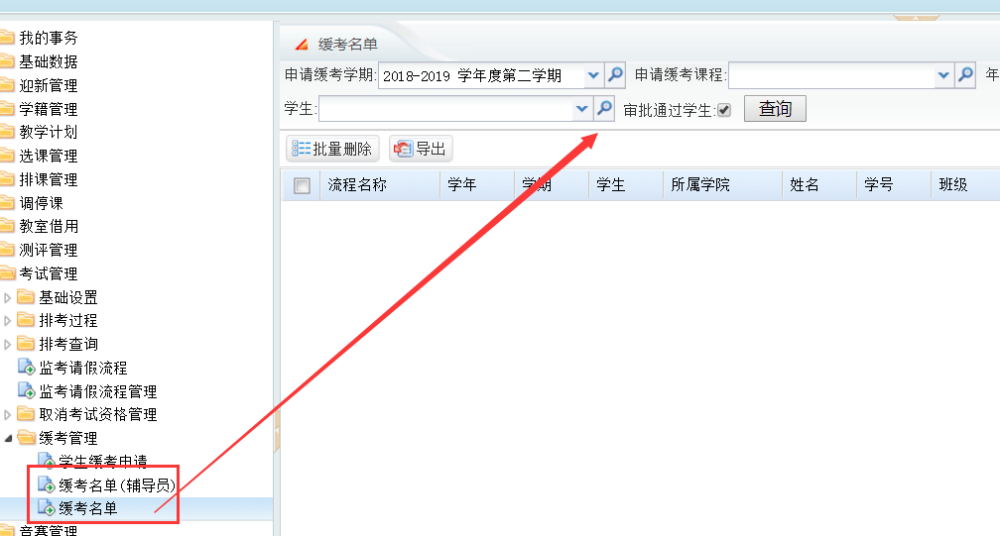 我的事务
基础数据
迎新管理
学籍管理
教学计划
选课管理
排课管理
调停课
教室借用
测评管理
考试管理
基础设置
排考过程
排考查询
监考请假流程
监考请假流程管理
取消考试资格管理
缓考管理
学生缓考申请
缓考名单(辅导员)
缓考名单
音赛管理
缓考名单
申请缓考学期: 2018-2019 学年度第二学期 申请缓考课程: 年
学生: 审批通过学生: 查询
批量删除 导出
流程名称 学年 学期 学生 所属学院 姓名 学号 班级